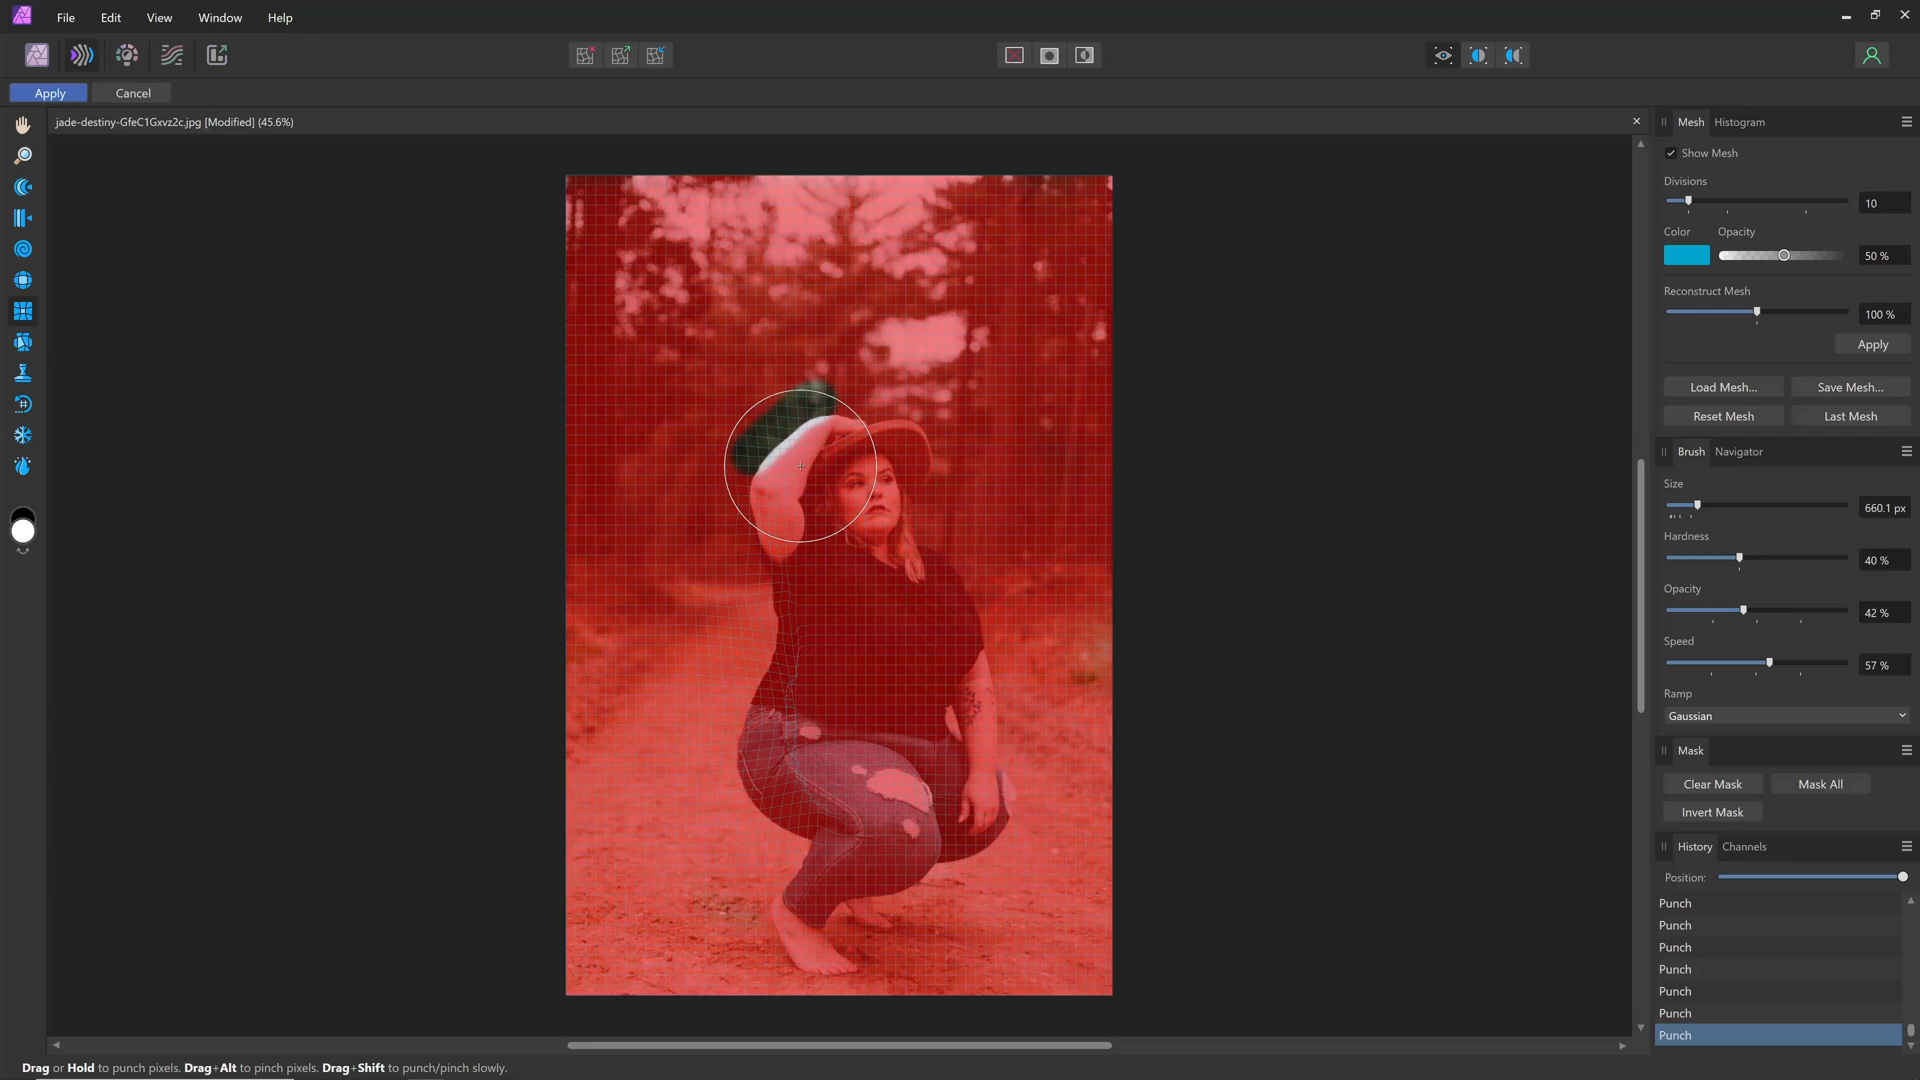 File Edit View Window Help
Apply Cancel
jade-destiny-GfeC1Gxvz2c.jpg [Modified] (45.6%)
Mesh Histogram
Show Mesh
Divisions
10
Color Opacity
50 %
Reconstruct Mesh
100 %
Apply
Load Mesh... Save Mesh...
Reset Mesh Last Mesh
Brush Navigator
Size
660.1 px
Hardness
40 %
Opacity
42 %
Speed
57 %
Ramp
Gaussian
Mask
Clear Mask Mask All
Invert Mask
History Channels
Position:
Punch
Punch
Punch
Punch
Punch
Punch
Punch
Drag or Hold to punch pixels. Drag+Alt to pinch pixels. Drag+Shift to punch/pinch slowly.